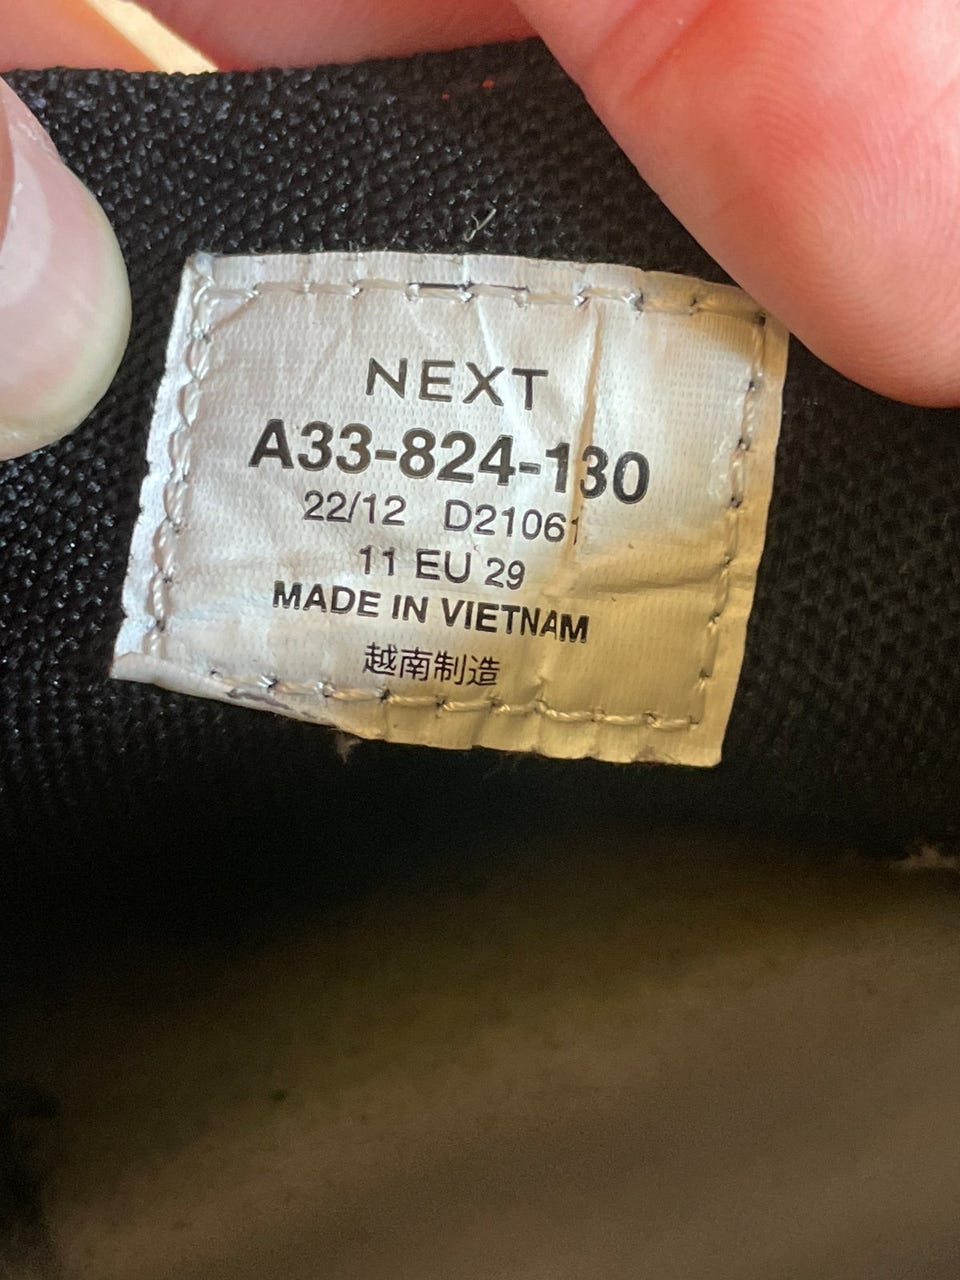 NEXT
A33-824-130
22/12 D21061
11 EU 29
MADE IN VIETNAM
越南制造